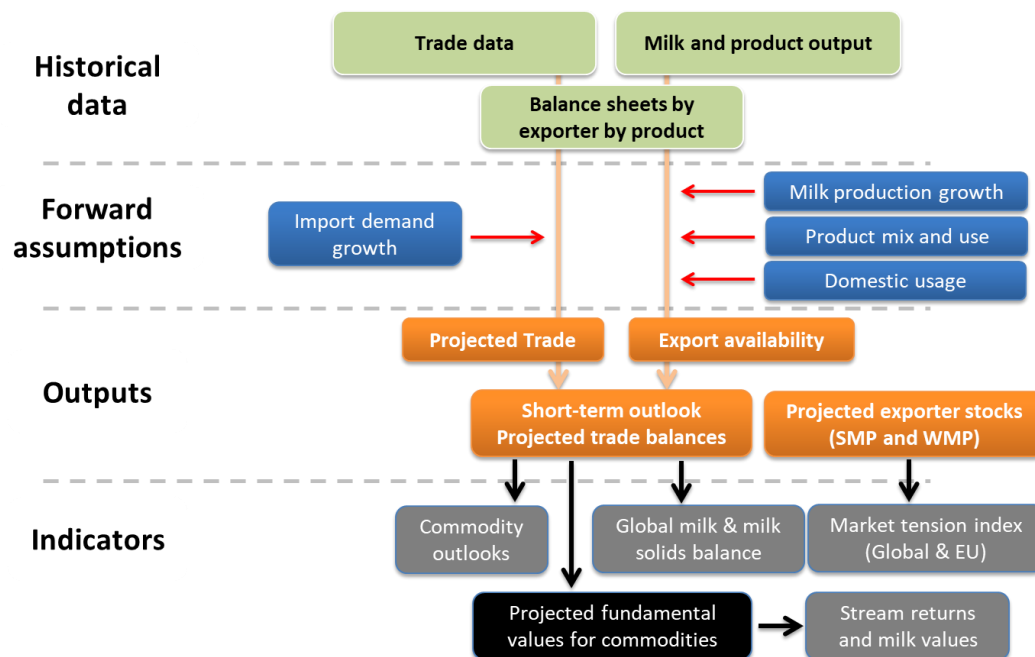 Historical
data
Trade data
Milk and product output
Balance sheets by
exporter by product
Forward
assumptions
Import demand
growth
Milk production growth
Product mix and use
Domestic usage
Outputs
Projected Trade
Export availability
Short-term outlook
Projected trade balances
Projected exporter stocks
(SMP and WMP)
Indicators
Commodity
outlooks
Global milk & milk
solids balance
Market tension index
(Global & EU)
Projected fundamental
values for commodities
Stream returns
and milk values